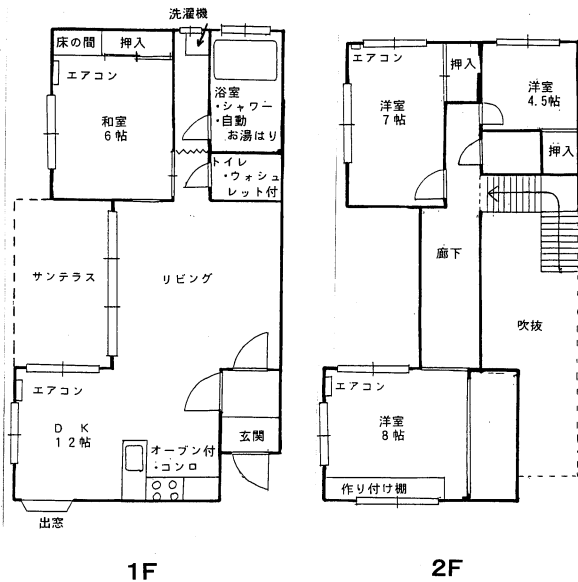 洗濯機
床の間
押入
エアコン
和室
6帖
浴室
・シャワー
・自動
お湯はり
トイレ
・ウォシュ
レット付
サンテラス
リビング
エアコン
DK
12帖
オーブン付
・コンロ
玄関
出窓
1F
エアコン
押入
洋室
7帖
洋室
4.5帖
押入
廊下
吹抜
エアコン
洋室
8帖
作り付け棚
2F